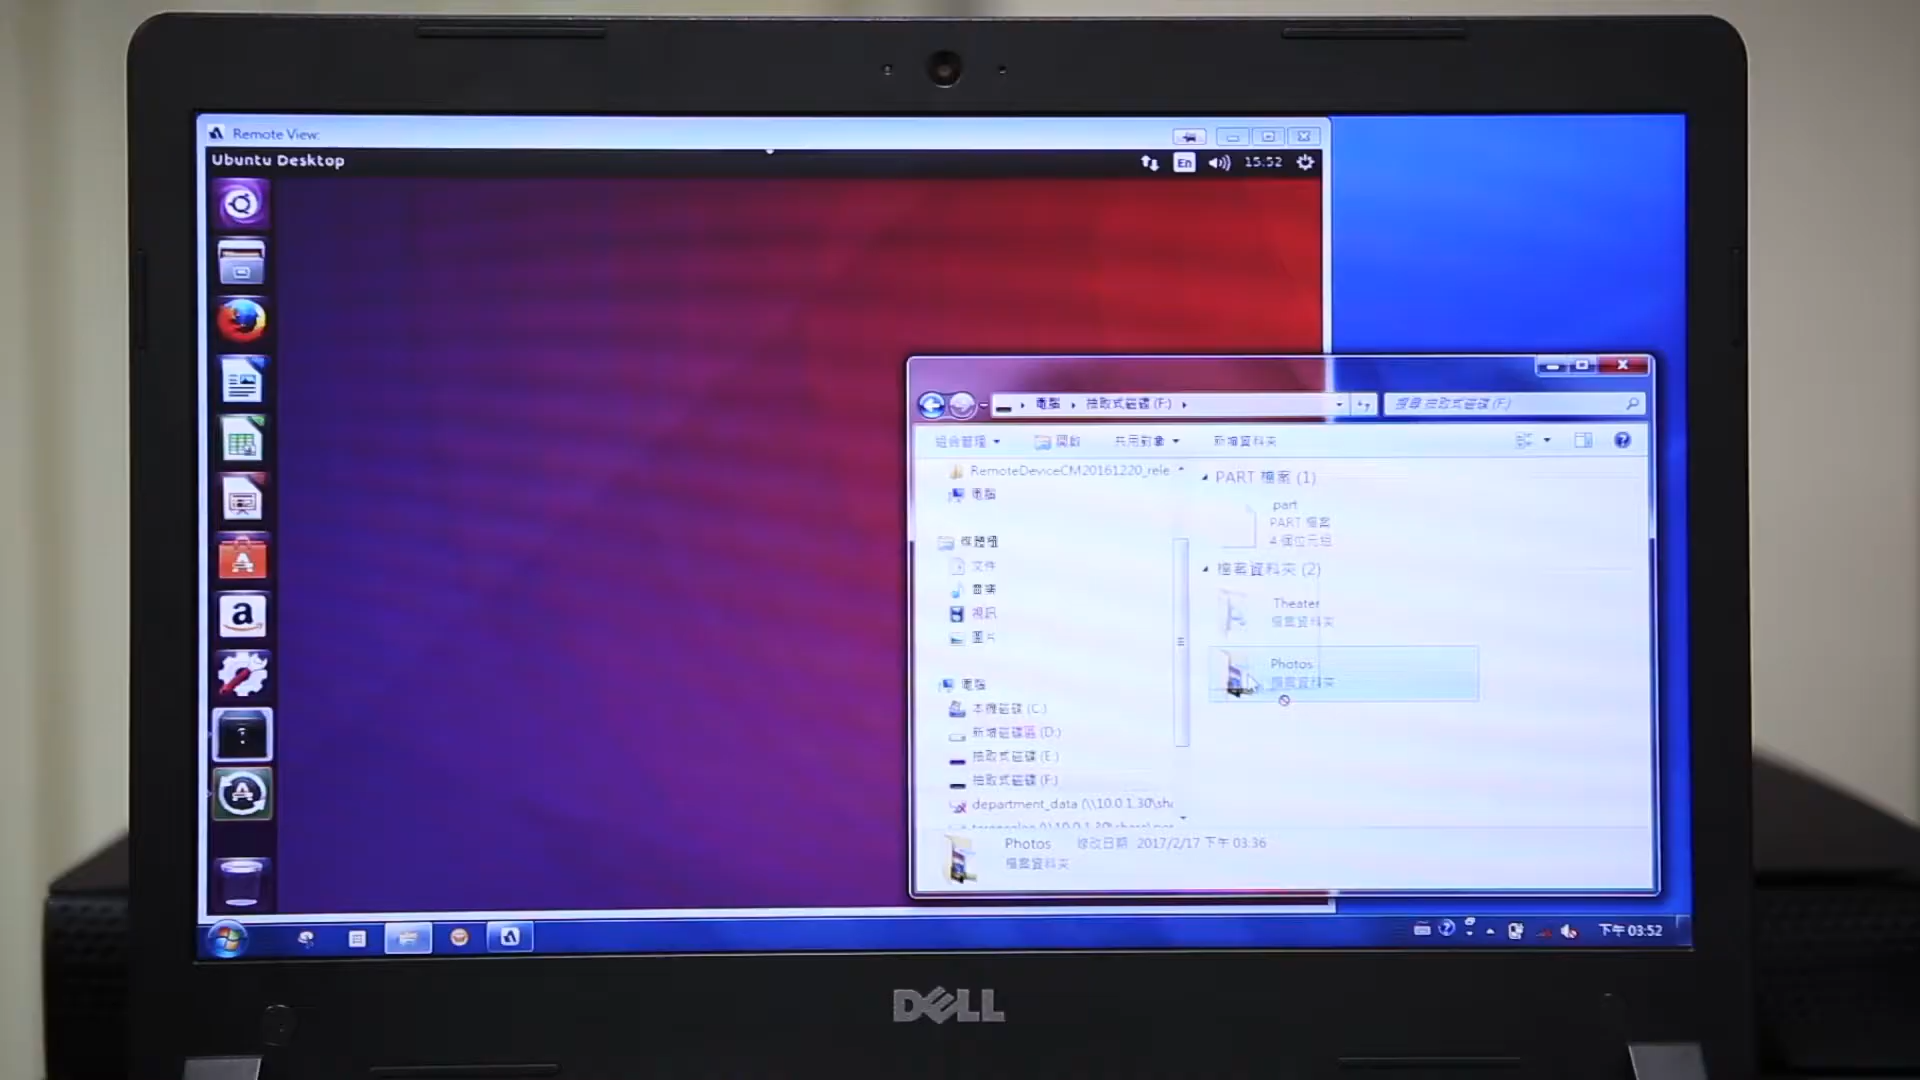 Remote View:
Ubuntu Desktop
En
15:52
a
電腦 抽取式磁碟 (F:)
搜尋 抽取式磁碟 (F:)
組合管理 開啟 共用對象 新增資料夾
RemoteDeviceCM20161220_rele
電腦
媒體櫃
文件
音樂
視訊
圖片
電腦
本機磁碟 (C:)
新增磁碟區 (D:)
抽取式磁碟 (E:)
抽取式磁碟 (F:)
department_data (\\10.0.1.30\sha
PART 檔案 (1)
part
PART 檔案
4 個位元組
檔案資料夾 (2)
Theater
檔案資料夾
Photos
檔案資料夾
Photos 修改日期 2017/2/17 下午 03:36
檔案資料夾
下午 03:52
DELL